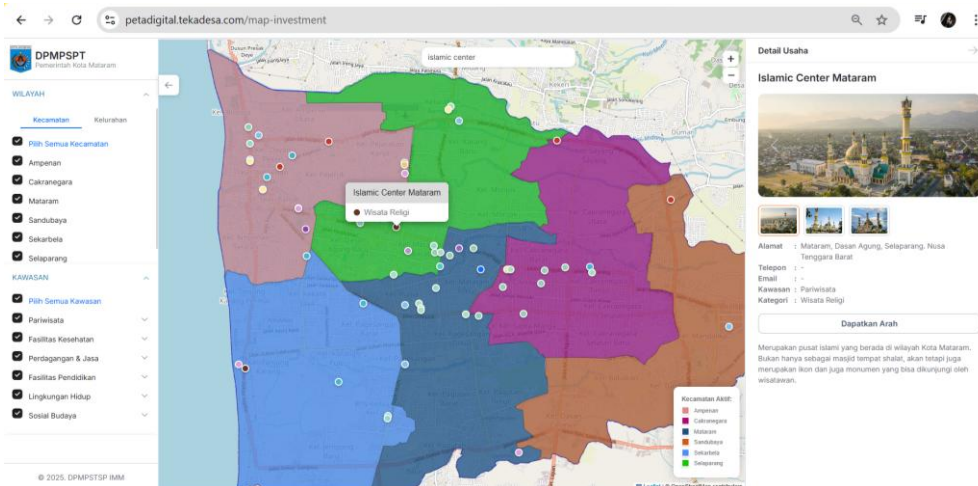 petadigital.tekadesa.com/map-investment
DPMPSPT
Pemerintah Kota Mataram
WILAYAH
Kecamatan Kelurahan
Pilih Semua Kecamatan
Ampenan
Cakranegara
Mataram
Sandubaya
Sekarbela
Selaparang
KAWASAN
Pilih Semua Kawasan
Pariwisata
Fasilitas Kesehatan
Perdagangan & Jasa
Fasilitas Pendidikan
Lingkungan Hidup
Sosial Budaya
© 2025. DPMPSTSP IMM
islamic center
+
−
Islamic Center Mataram
Wisata Religi
Kecamatan Aktif:
Ampenan
Cakranegara
Mataram
Sandubaya
Sekarbela
Selaparang
Detail Usaha
Islamic Center Mataram
Alamat : Mataram, Dasan Agung, Selaparang, Nusa
Tenggara Barat
Telepon : -
Email : -
Kawasan : Pariwisata
Kategori : Wisata Religi
Dapatkan Arah
Merupakan pusat islami yang berada di wilayah Kota Mataram.
Bukan hanya sebagai masjid tempat shalat, akan tetapi juga
merupakan ikon dan juga monumen yang bisa dikunjungi oleh
wisatawan.